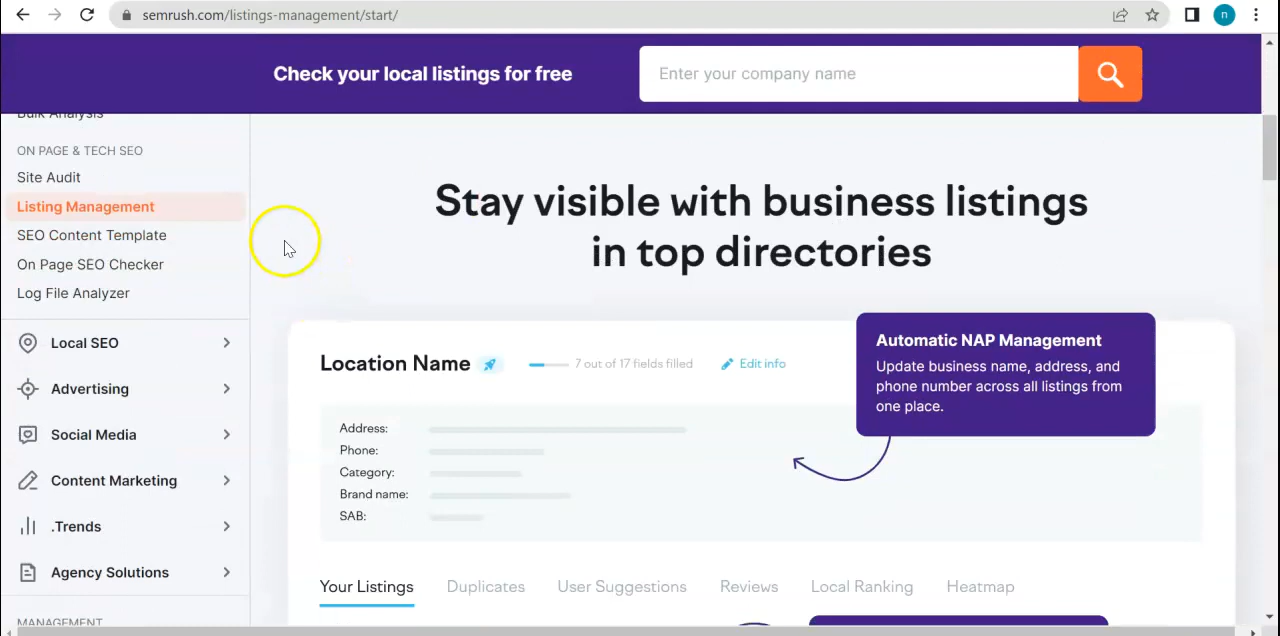 semrush.com/listings-management/start/
n
Check your local listings for free
Enter your company name
Bulk Analysis
ON PAGE & TECH SEO
Site Audit
Listing Management
SEO Content Template
On Page SEO Checker
Log File Analyzer
Local SEO
Advertising
Social Media
Content Marketing
.Trends
Agency Solutions
MANAGEMENT
Stay visible with business listings
in top directories
Location Name
7 out of 17 fields filled
Edit info
Automatic NAP Management
Update business name, address, and
phone number across all listings from
one place.
Address:
Phone:
Category:
Brand name:
SAB:
Your Listings
Duplicates
User Suggestions
Reviews
Local Ranking
Heatmap